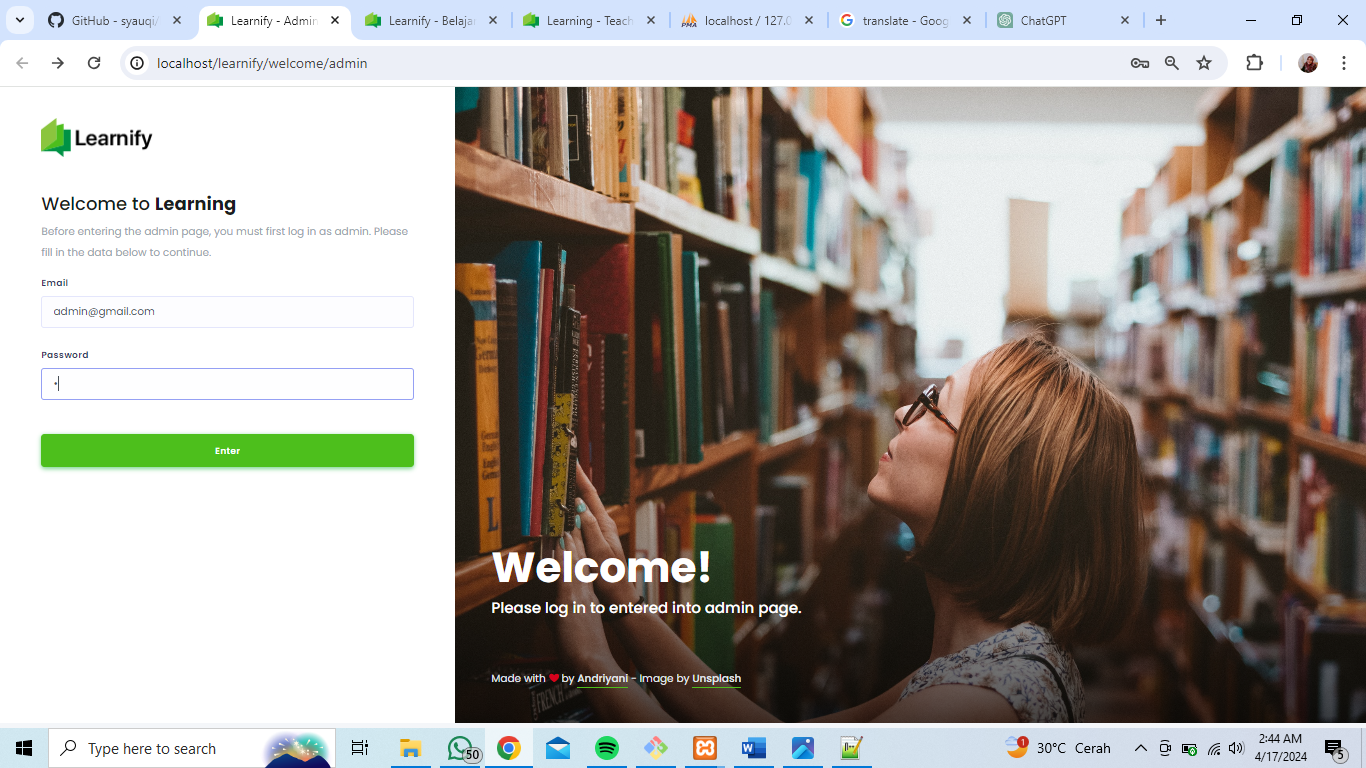 GitHub - syauqi/
Learnify - Admin
Learnify - Belajar
Learning - Teach
localhost / 127.0
translate - Goog
ChatGPT
localhost/learnify/welcome/admin
Learnify
Welcome to Learning
Before entering the admin page, you must first log in as admin. Please
fill in the data below to continue.
Email
admin@gmail.com
Password
Enter
Welcome!
Please log in to entered into admin page.
Made with ❤ by Andriyani - Image by Unsplash
Type here to search
50
1
30°C Cerah
2:44 AM
4/17/2024
5